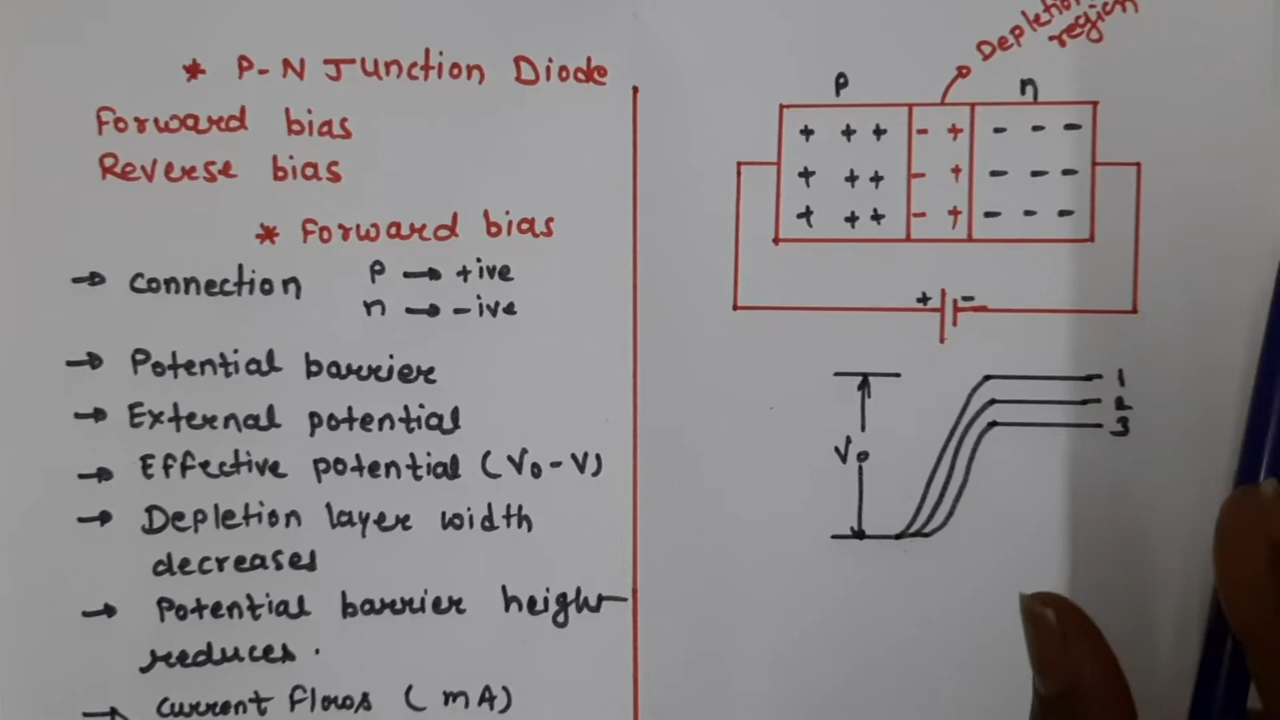 * P-N Junction Diode
Forward bias
Reverse bias
* Forward bias
→ Connection P → +ive
n → -ive
→ Potential barrier
→ External potential
→ Effective potential (V₀-V)
→ Depletion layer width
decreases
→ Potential barrier height
reduces.
→ Current flows (mA)
Depletion
region
P n
+ + + - + - - -
+ + + - + - - -
+ + + - + - - -
+ -
1
2
3
V₀